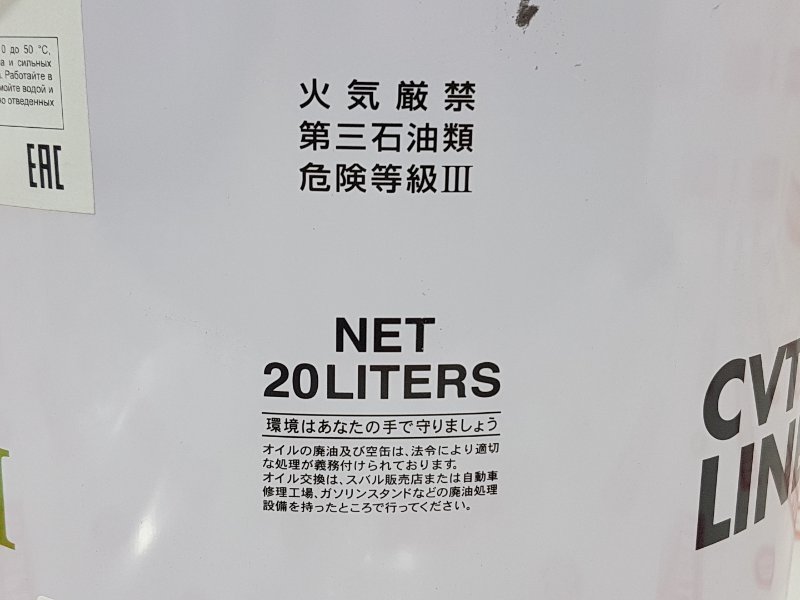 0 до 50 °C,
а и сильных
Работайте в
мойте водой и
но отведенных
EAC
火気厳禁
第三石油類
危険等級III
NET
20 LITERS
環境はあなたの手で守りましょう
オイルの廃油及び空缶は、法令により適切
な処理が義務付けられております。
オイル交換は、スバル販売店または自動車
修理工場、ガソリンスタンドなどの廃油処理
設備を持ったところで行ってください。
CVT
LIN